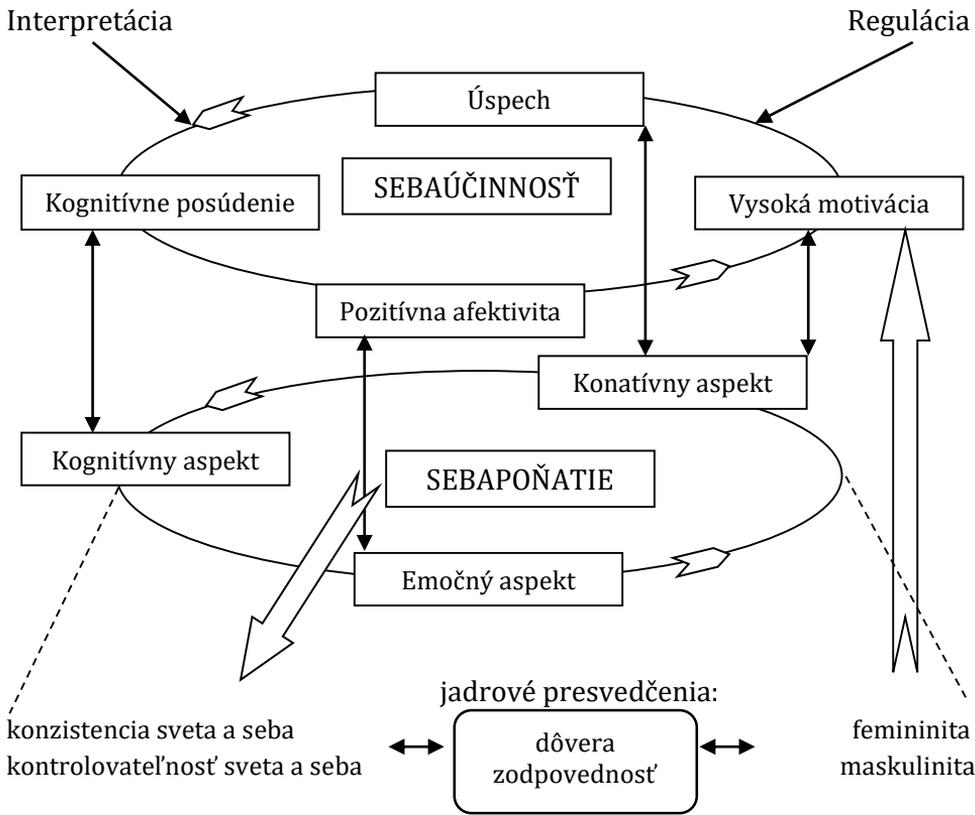 Interpretácia
Regulácia
Úspech
SEBAÚČINNOSŤ
Kognitívne posúdenie
Vysoká motivácia
Pozitívna afektivita
Konatívny aspekt
Kognitívny aspekt
SEBAPOŇATIE
Emočný aspekt
jadrové presvedčenia:
konzistencia sveta a seba
kontrolovateľnosť sveta a seba
dôvera
zodpovednosť
femininita
maskulinita